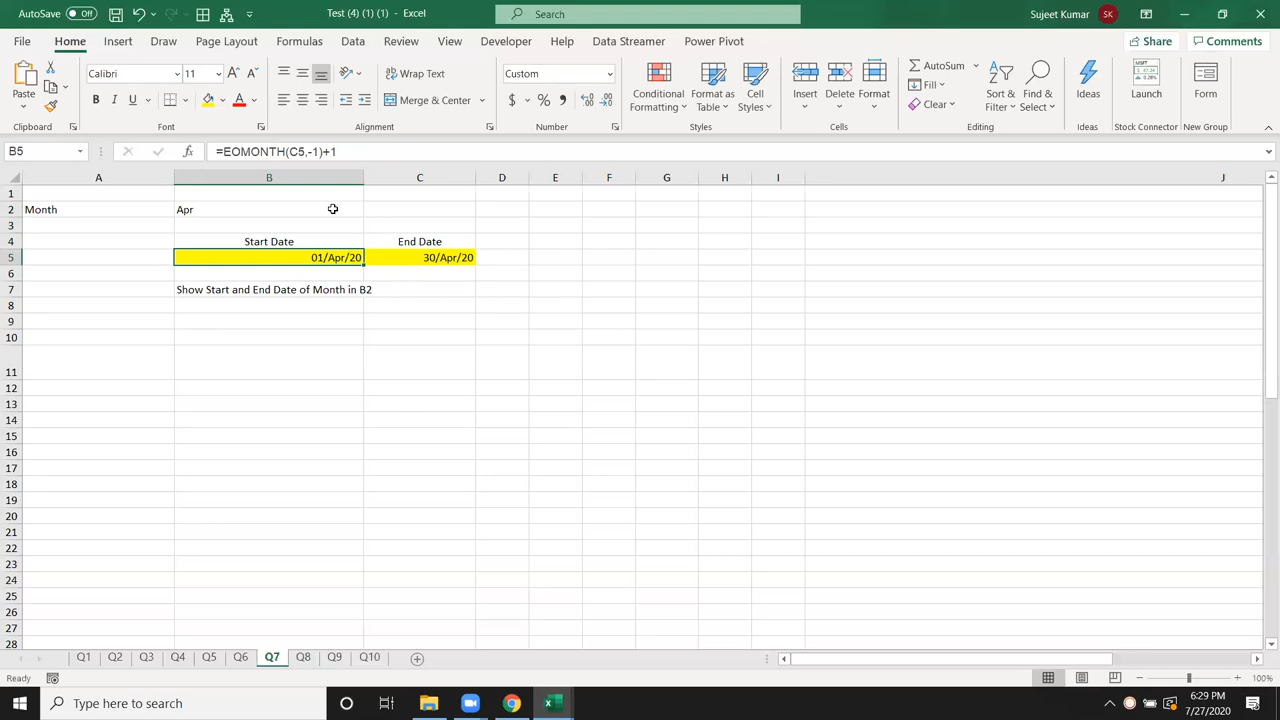 AutoSave Off Test (4) (1) (1) - Excel Search Sujeet Kumar SK
File Home Insert Draw Page Layout Formulas Data Review View Developer Help Data Streamer Power Pivot Share Comments
Paste Calibri 11 A A Wrap Text Custom Conditional Formatting Format as Table Cell Styles Insert Delete Format AutoSum Fill Clear Sort & Filter Find & Select Ideas Launch Form
B I U A Merge & Center $ % ,
Clipboard Font Alignment Number Styles Cells Editing Ideas Stock Connector New Group
B5 fx =EOMONTH(C5,-1)+1
A B C D E F G H I J
1
2 Month Apr
3
4 Start Date End Date
5 01/Apr/20 30/Apr/20
6
7 Show Start and End Date of Month in B2
8
9
10
11
12
13
14
15
16
17
18
19
20
21
22
23
24
25
26
27
28
Q1 Q2 Q3 Q4 Q5 Q6 Q7 Q8 Q9 Q10
Ready 100%
Type here to search 6:29 PM
7/27/2020